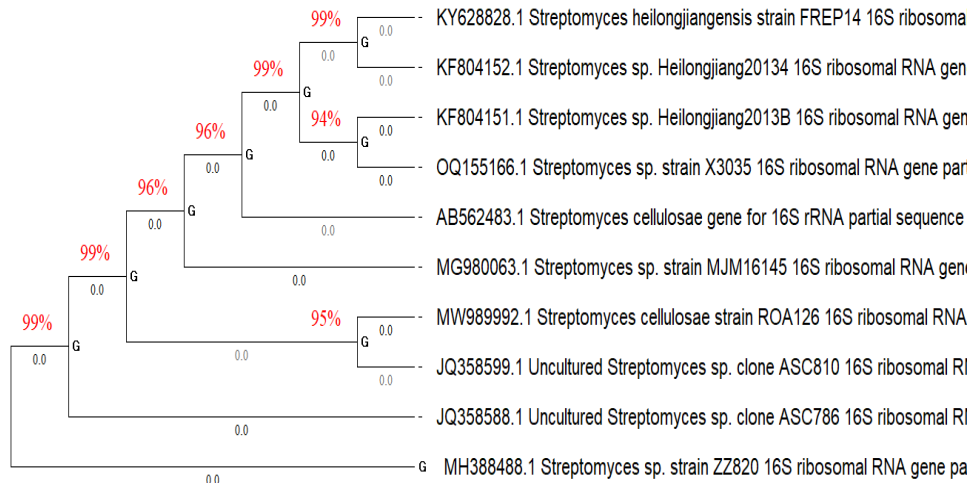 99%
KY628828.1 Streptomyces heilongjiangensis strain FREP14 16S ribosoma
0.0
G
0.0
0.0
99%
KF804152.1 Streptomyces sp. Heilongjiang20134 16S ribosomal RNA gen
G
0.0
94%
KF804151.1 Streptomyces sp. Heilongjiang2013B 16S ribosomal RNA gen
0.0
G
0.0
0.0
96%
OQ155166.1 Streptomyces sp. strain X3035 16S ribosomal RNA gene part
G
0.0
96%
AB562483.1 Streptomyces cellulosae gene for 16S rRNA partial sequence
0.0
G
0.0
99%
MG980063.1 Streptomyces sp. strain MJM16145 16S ribosomal RNA gene
0.0
G
0.0
99%
95%
MW989992.1 Streptomyces cellulosae strain ROA126 16S ribosomal RNA
0.0
G
0.0
0.0
G
0.0
JQ358599.1 Uncultured Streptomyces sp. clone ASC810 16S ribosomal R
0.0
JQ358588.1 Uncultured Streptomyces sp. clone ASC786 16S ribosomal R
0.0
G
MH388488.1 Streptomyces sp. strain ZZ820 16S ribosomal RNA gene pa
0.0